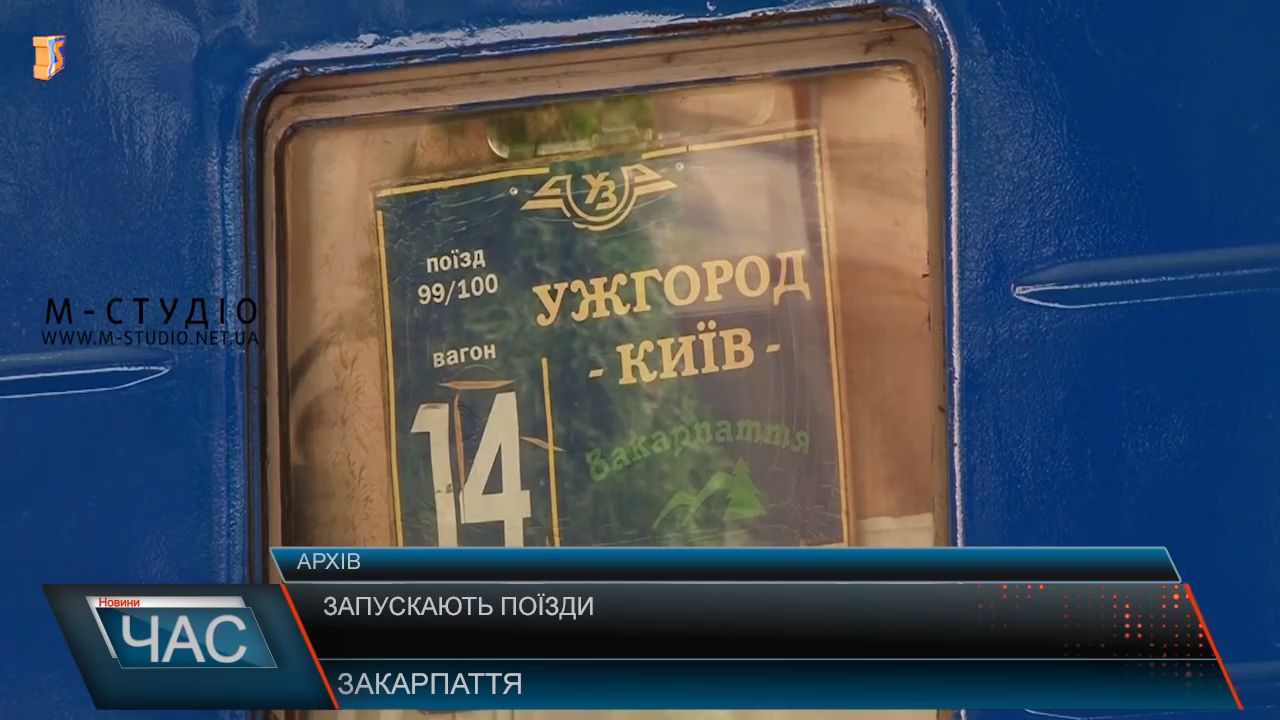 УЗ
поїзд
99/100
УЖГОРОД
- КИЇВ -
вагон
14
Закарпаття
М-СТУДІО
WWW.M-STUDIO.NET.UA
АРХІВ
Новини
ЧАС
ЗАПУСКАЮТЬ ПОЇЗДИ
ЗАКАРПАТТЯ